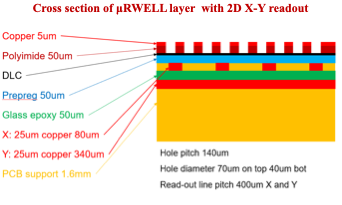 Cross section of µRWELL layer with 2D X-Y readout
Copper 5um
Polyimide 50um
DLC
Prepreg 50um
Glass epoxy 50um
X: 25um copper 80um
Y: 25um copper 340um
PCB support 1.6mm
Hole pitch 140um
Hole diameter 70um on top 40um bot
Read-out line pitch 400um X and Y